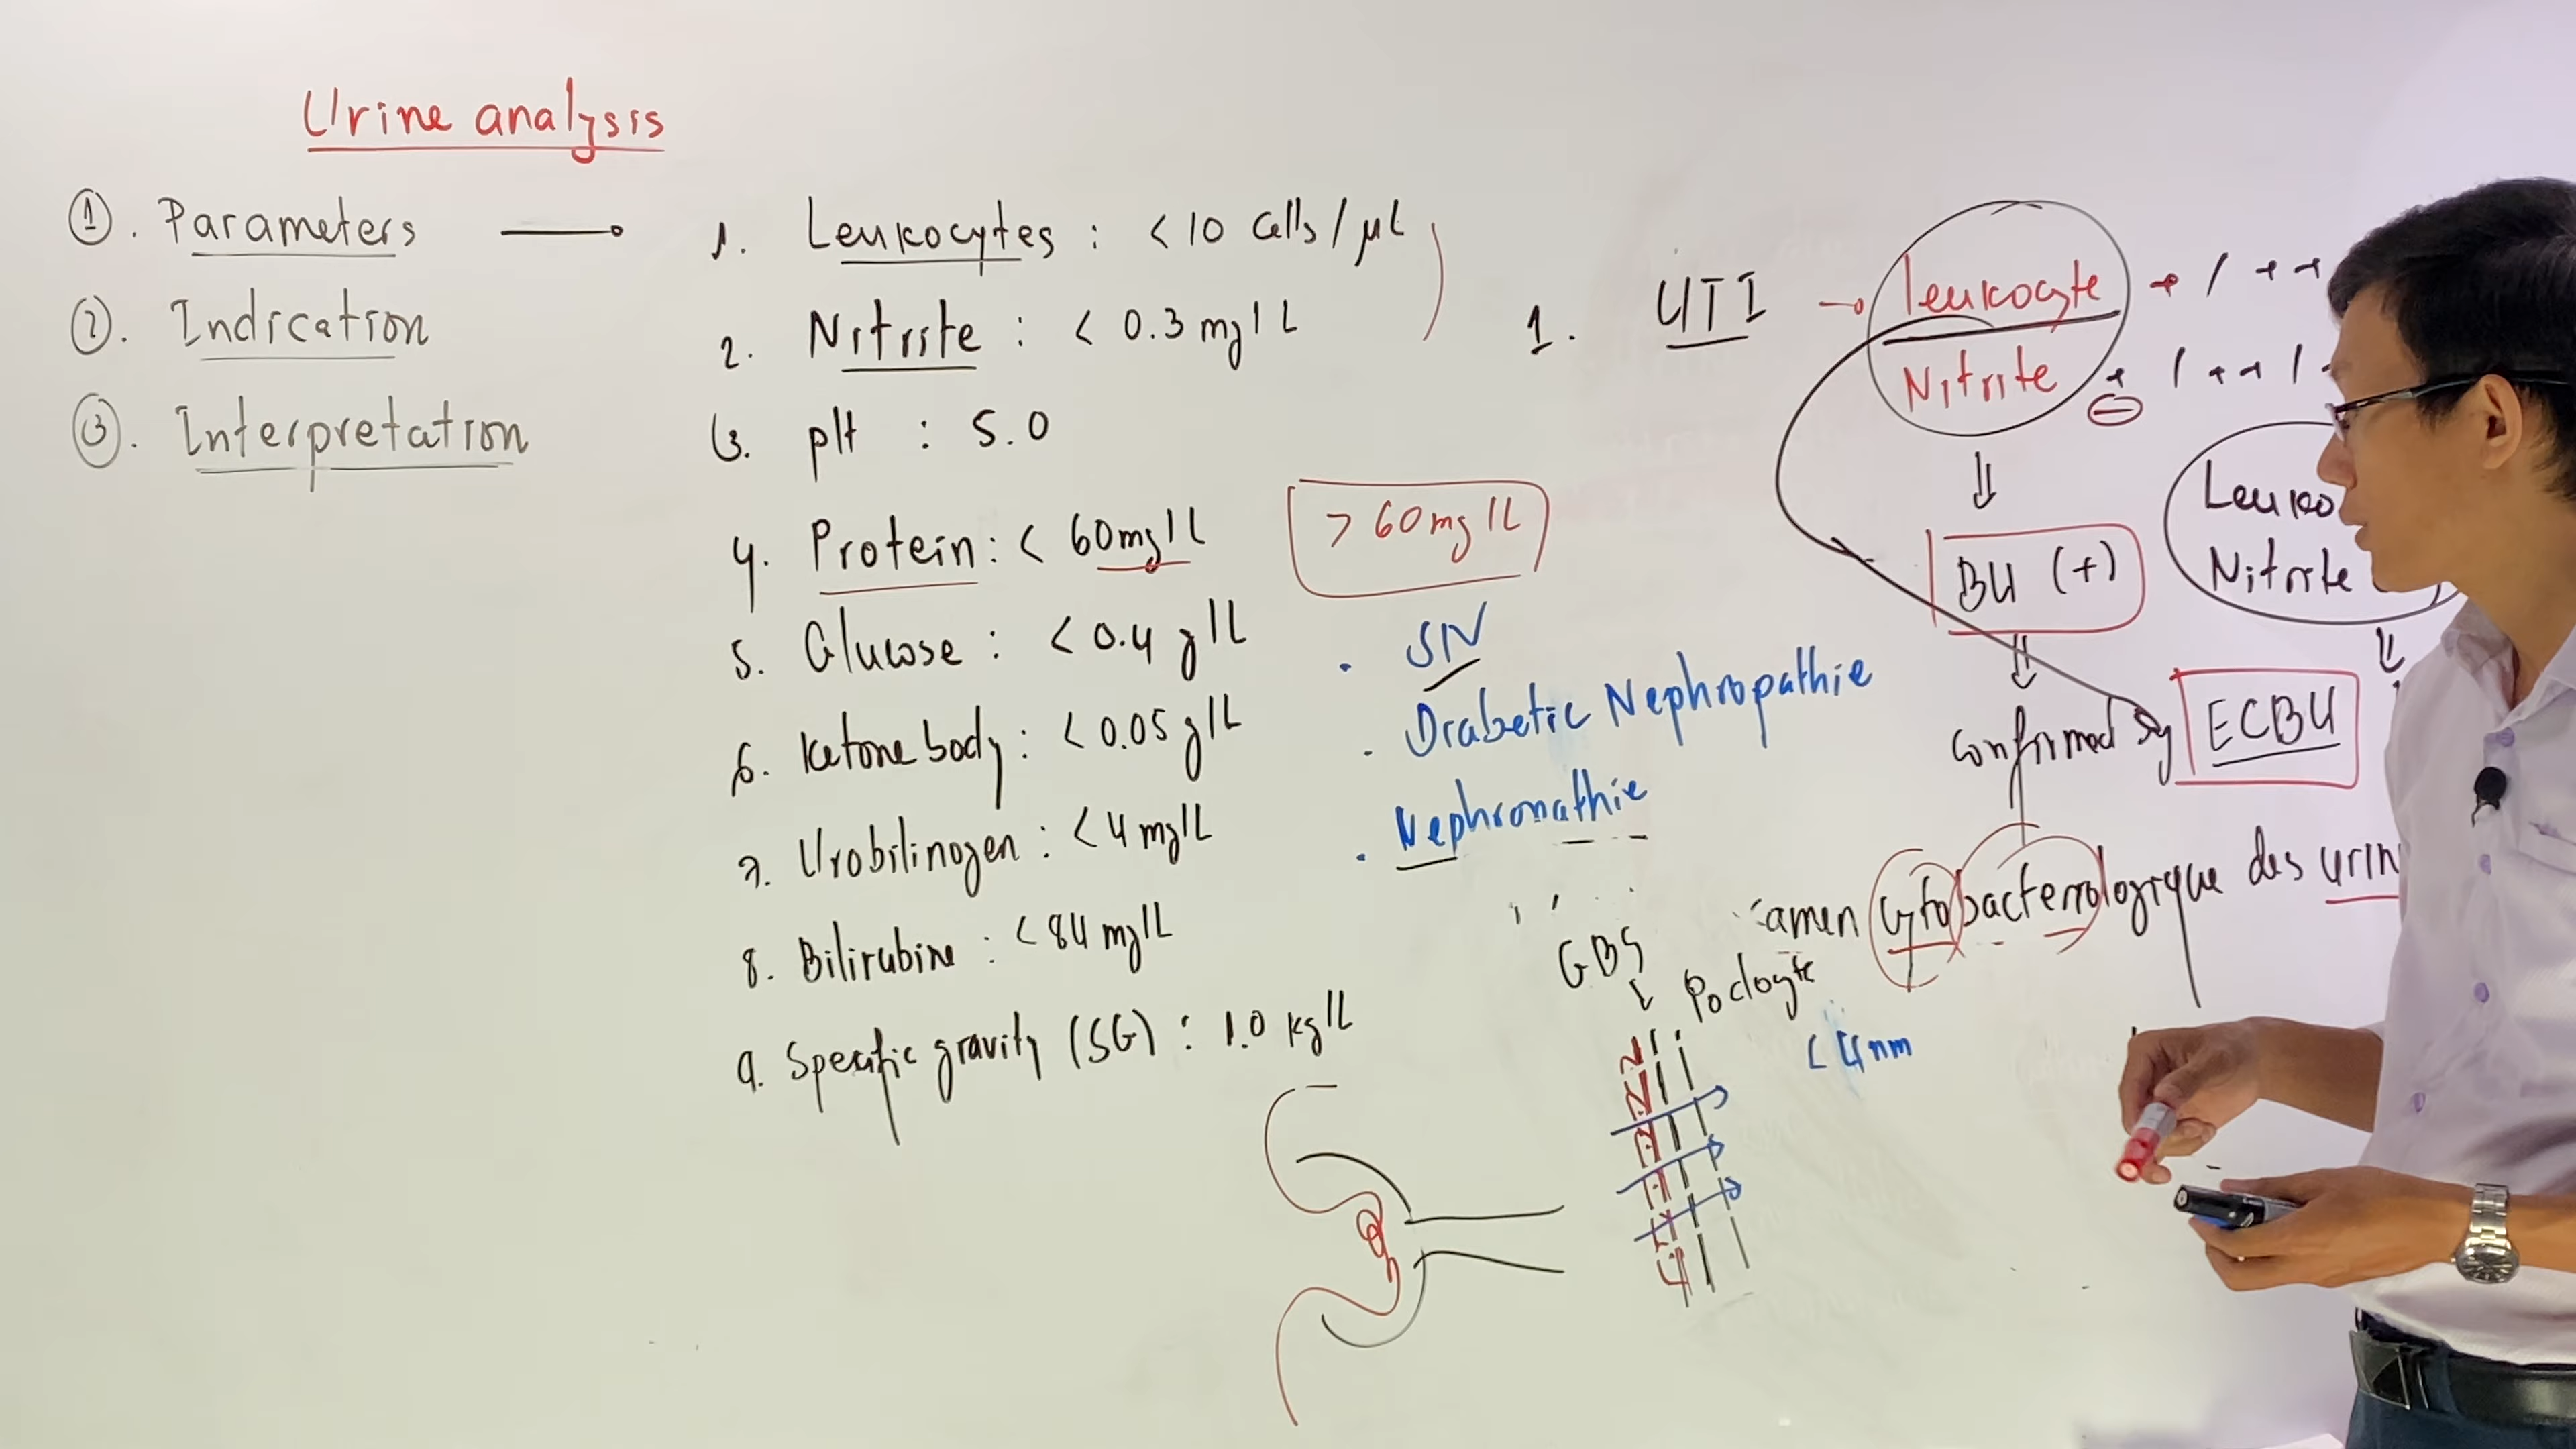 Urine analysis
①. Parameters
②. Indication
③. Interpretation
1. Leukocytes : < 10 Cells / μL
2. Nitrite : < 0.3 mg/L
3. pH : 5.0
4. Protein : < 60mg/L
> 60mg/L
5. Glucose : < 0.4 g/L
6. Ketone body : < 0.05 g/L
7. Urobilinogen : < 4 mg/L
8. Bilirubine : < 84 mg/L
9. Specific gravity (SG) : 1.0 kg/L
. SN
. Diabetic Nephropathie
. Nephropathie
1. UTI
Leukocyte + / ++
Nitrite + / ++ /
⊖
BU (+)
Leuko
Nitrite
confirmed by ECBU
amen Cytobacteriologique des urin
GBS
Podocyte
< 4nm